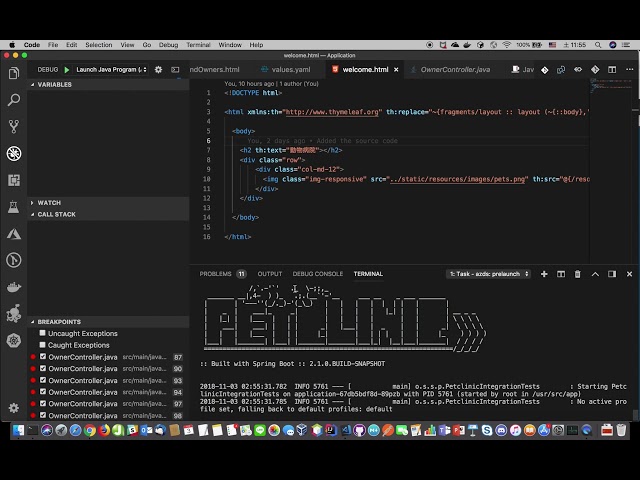 Code File Edit Selection View Go Debug Terminal Window Help 100% 土 11:55
welcome.html — Application
DEBUG Launch Java Program (
ndOwners.html values.yaml welcome.html OwnerController.java Jav
VARIABLES
WATCH
CALL STACK
BREAKPOINTS
Uncaught Exceptions
Caught Exceptions
OwnerController.java src/main/java... 87
OwnerController.java src/main/java... 90
OwnerController.java src/main/java... 93
OwnerController.java src/main/java... 94
OwnerController.java src/main/java... 98
You, 10 hours ago | 1 author (You)
1 <!DOCTYPE html>
2
3 <html xmlns:th="http://www.thymeleaf.org" th:replace="~{fragments/layout :: layout (~{::body},'
4
5 <body>
6 You, 2 days ago • Added the source code
7 <h2 th:text="動物病院"></h2>
8 <div class="row">
9 <div class="col-md-12">
10 <img class="img-responsive" src="../static/resources/images/pets.png" th:src="@{/reso
11 </div>
12 </div>
13
14 </body>
15
16 </html>
PROBLEMS 11 OUTPUT DEBUG CONSOLE TERMINAL 1: Task - azds: prelaunch
:: Built with Spring Boot :: 2.1.0.BUILD-SNAPSHOT
2018-11-03 02:55:31.782 INFO 5761 --- [ main] o.s.s.p.PetclinicIntegrationTests : Starting Petc
linicIntegrationTests on application-67db5bdf8d-89pzb with PID 5761 (started by root in /usr/src/app)
2018-11-03 02:55:31.785 INFO 5761 --- [ main] o.s.s.p.PetclinicIntegrationTests : No active pro
file set, falling back to default profiles: default